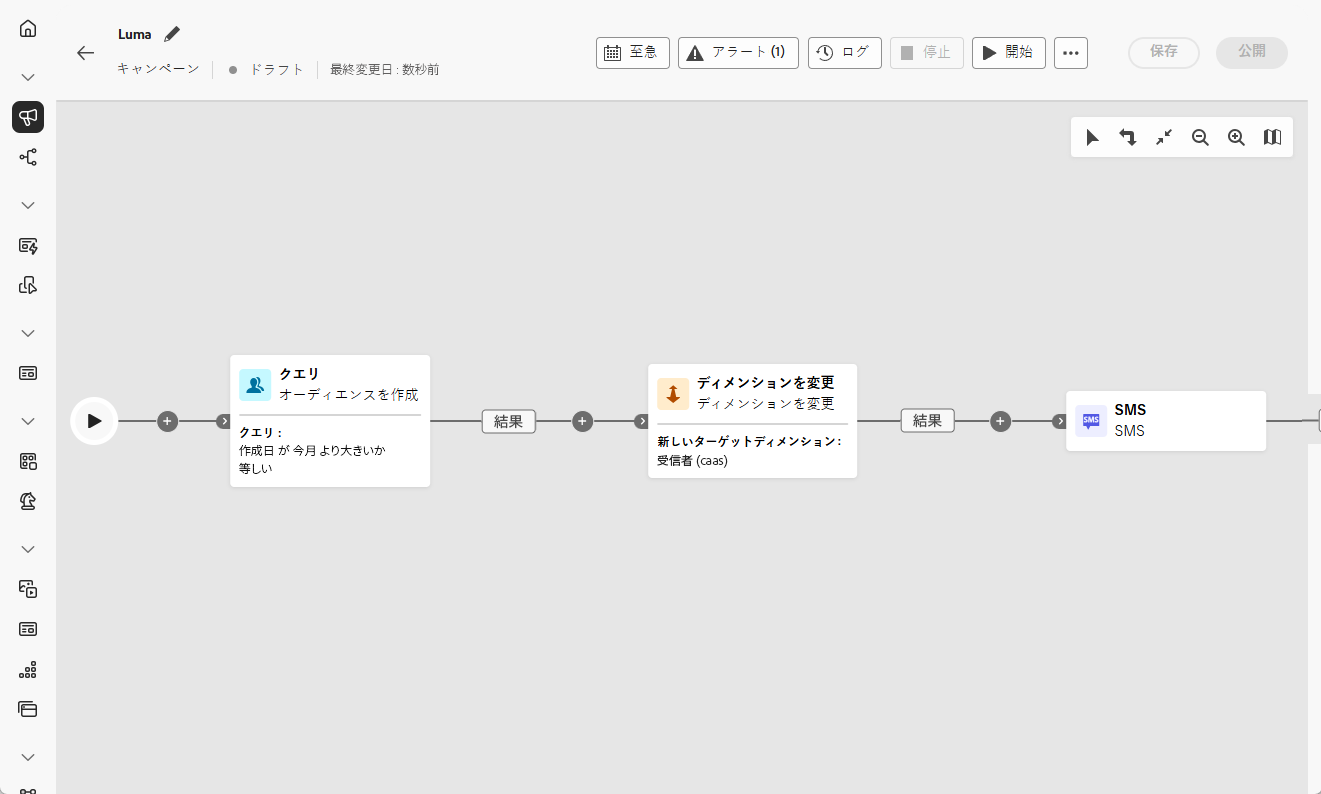 Luma
キャンペーン
ドラフト
最終変更日 : 数秒前
至急
アラート (1)
ログ
停止
開始
保存
公開
クエリ
オーディエンスを作成
クエリ :
作成日 が 今月 より大きいか
等しい
結果
ディメンションを変更
ディメンションを変更
新しいターゲットディメンション :
受信者 (caas)
結果
SMS
SMS
SMS